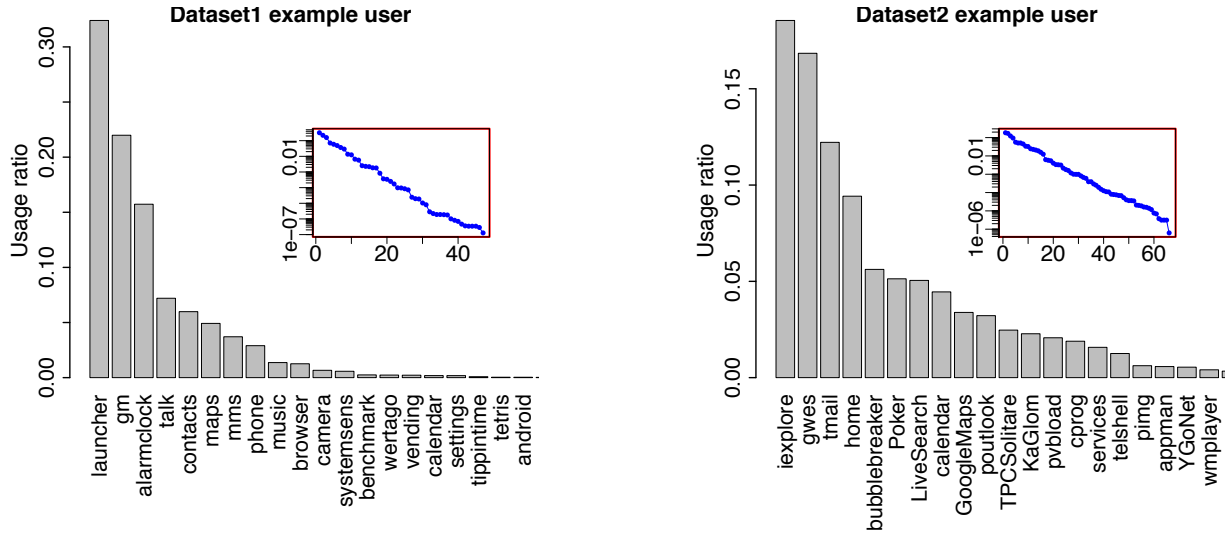 Dataset1 example user
Usage ratio
0.00
0.10
0.20
0.30
launcher
gm
alarmclock
talk
contacts
maps
mms
phone
music
browser
camera
systemsens
benchmark
wertago
vending
calendar
settings
tippintime
tetris
android
1e−07
0.01
0
20
40
Dataset2 example user
Usage ratio
0.00
0.05
0.10
0.15
iexplore
gwes
tmail
home
bubblebreaker
Poker
LiveSearch
calendar
GoogleMaps
poutlook
TPCSolitare
KaGlom
pvbload
cprog
services
telshell
pimg
appman
YGoNet
wmplayer
1e−06
0.01
0
20
40
60